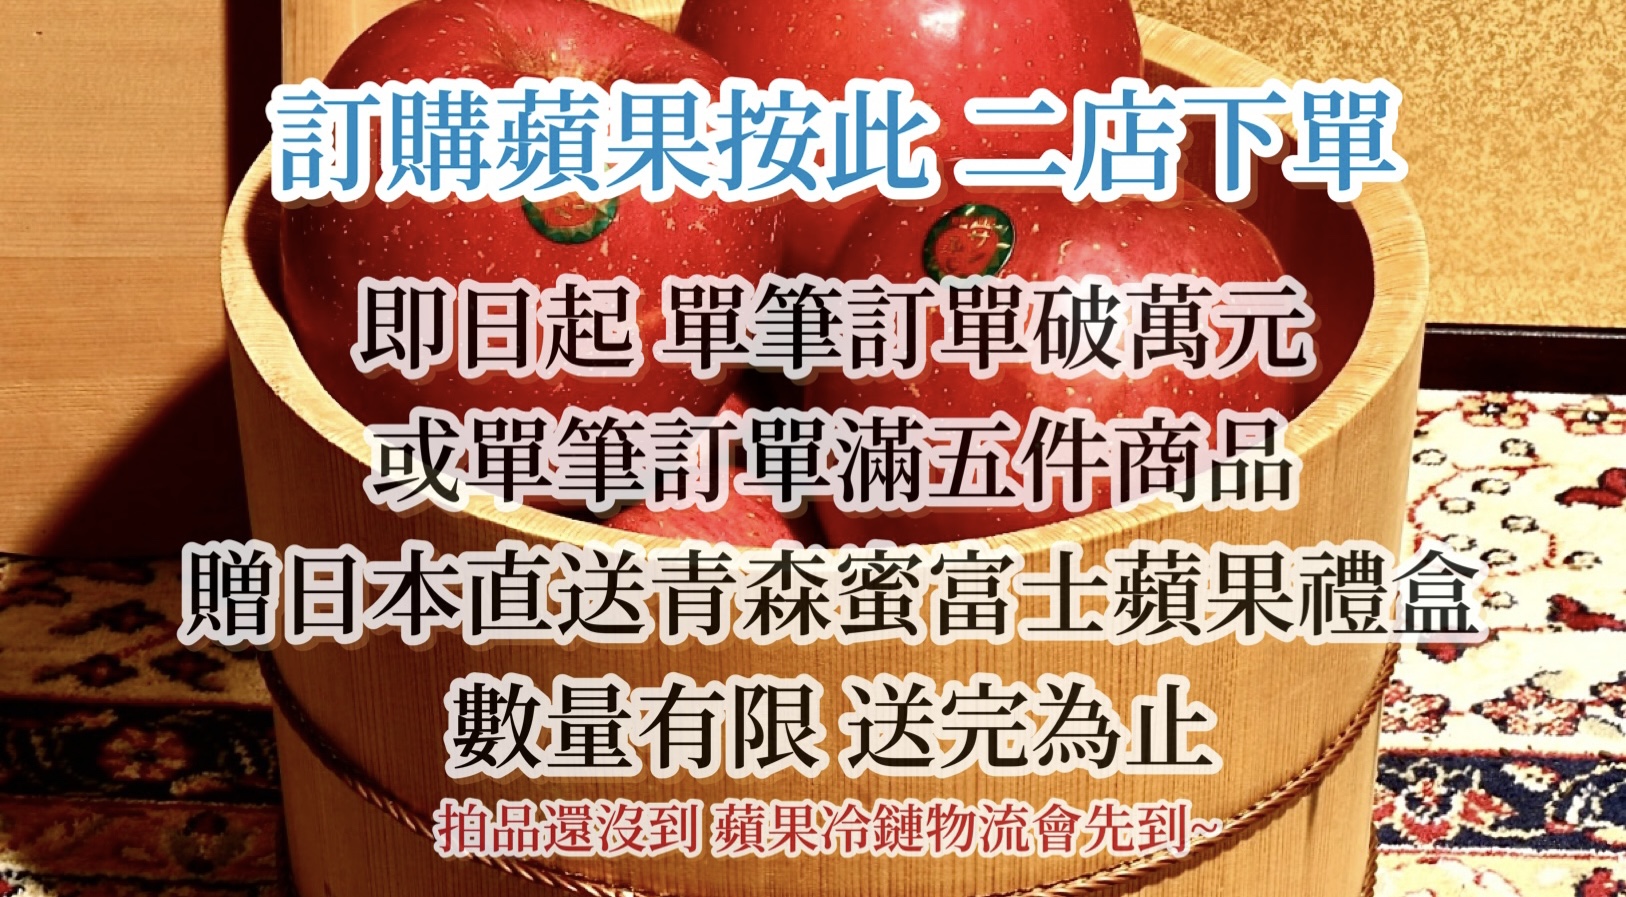 訂購蘋果按此 二店下單
即日起 單筆訂單破萬元
或單筆訂單滿五件商品
贈日本直送青森蜜富士蘋果禮盒
數量有限 送完為止
拍品還沒到 蘋果冷鏈物流會先到~